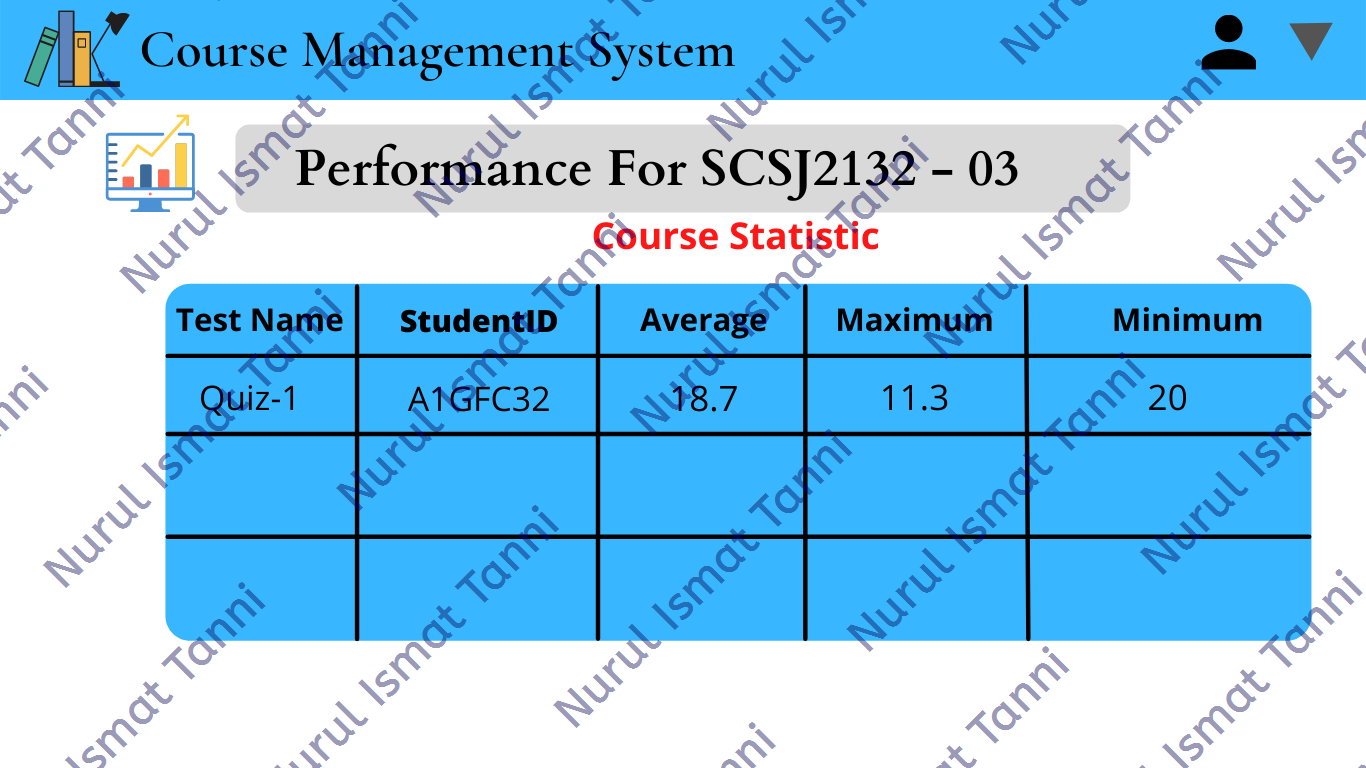 Course Management System
Performance For SCSJ2132 - 03
Course Statistic
Test Name StudentID Average Maximum Minimum
Quiz-1 A1GFC32 18.7 11.3 20
Nurul Ismat Tanni